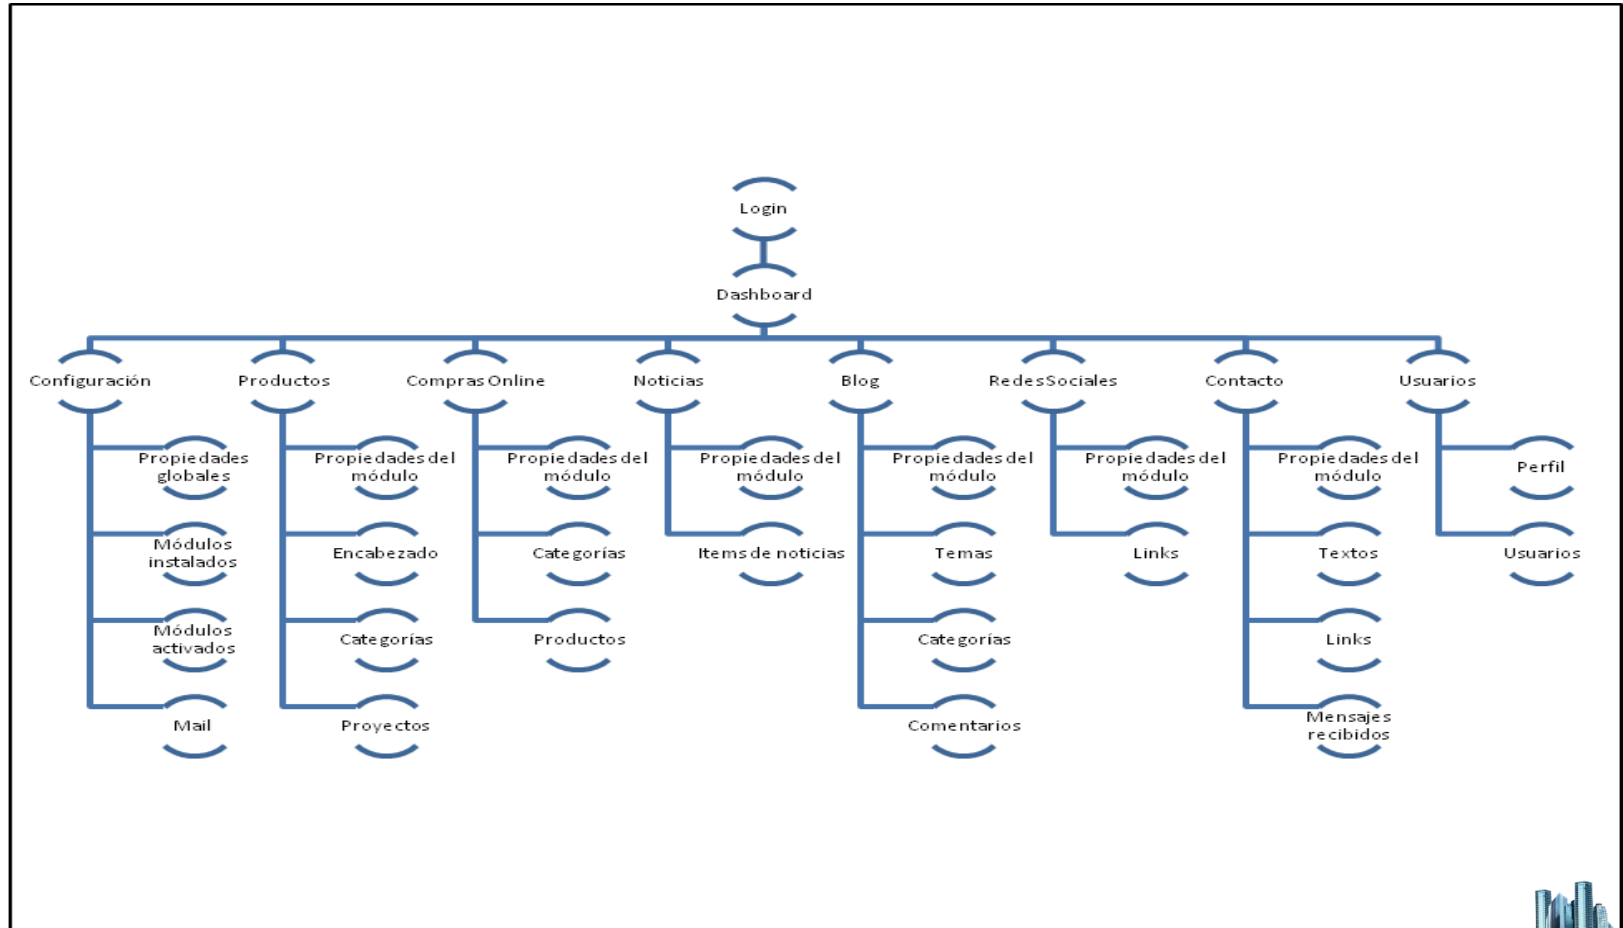 Login
Dashboard
Configuración
Productos
Compras Online
Noticias
Blog
Redes Sociales
Contacto
Usuarios
Propiedades
globales
Módulos
instalados
Módulos
activados
Mail
Propiedades del
módulo
Encabezado
Categorías
Proyectos
Propiedades del
módulo
Categorías
Productos
Propiedades del
módulo
Items de noticias
Propiedades del
módulo
Temas
Categorías
Comentarios
Propiedades del
módulo
Links
Propiedades del
módulo
Textos
Links
Mensajes
recibidos
Perfil
Usuarios